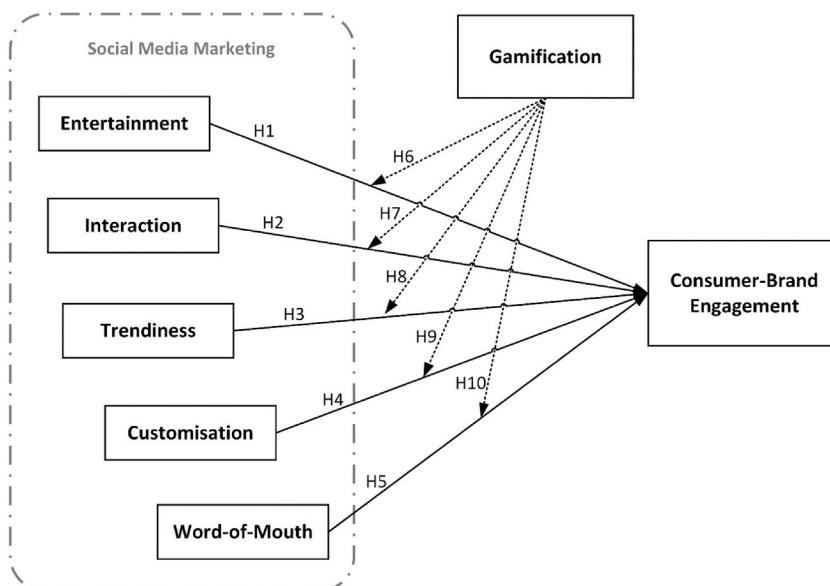 Social Media Marketing
Gamification
Entertainment
H1
H6
Interaction
H2
H7
H8
Consumer-Brand
Engagement
Trendiness
H3
H9
H10
Customisation
H4
H5
Word-of-Mouth